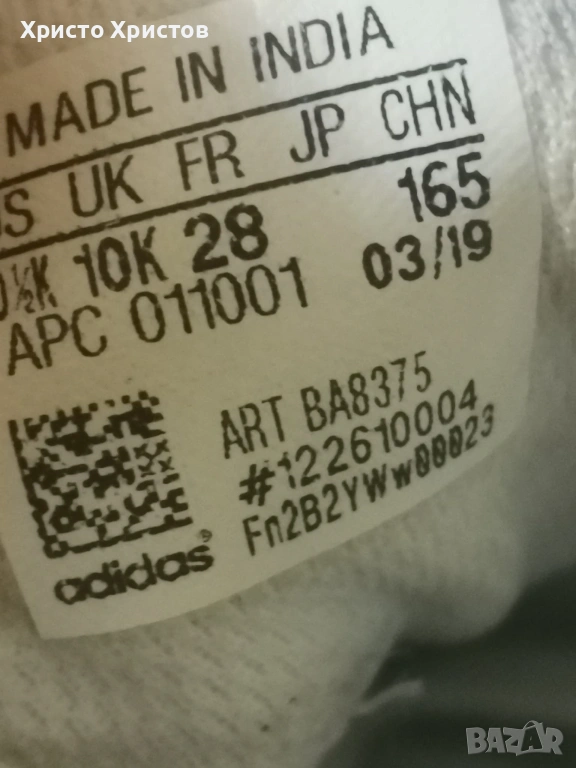 Христо Христов
MADE IN INDIA
UK FR JP CHN
10K 28 165
APC 011001 03/19
ART BA8375
#122610004
Fn2B2YWw00023
adidas
BAZAR